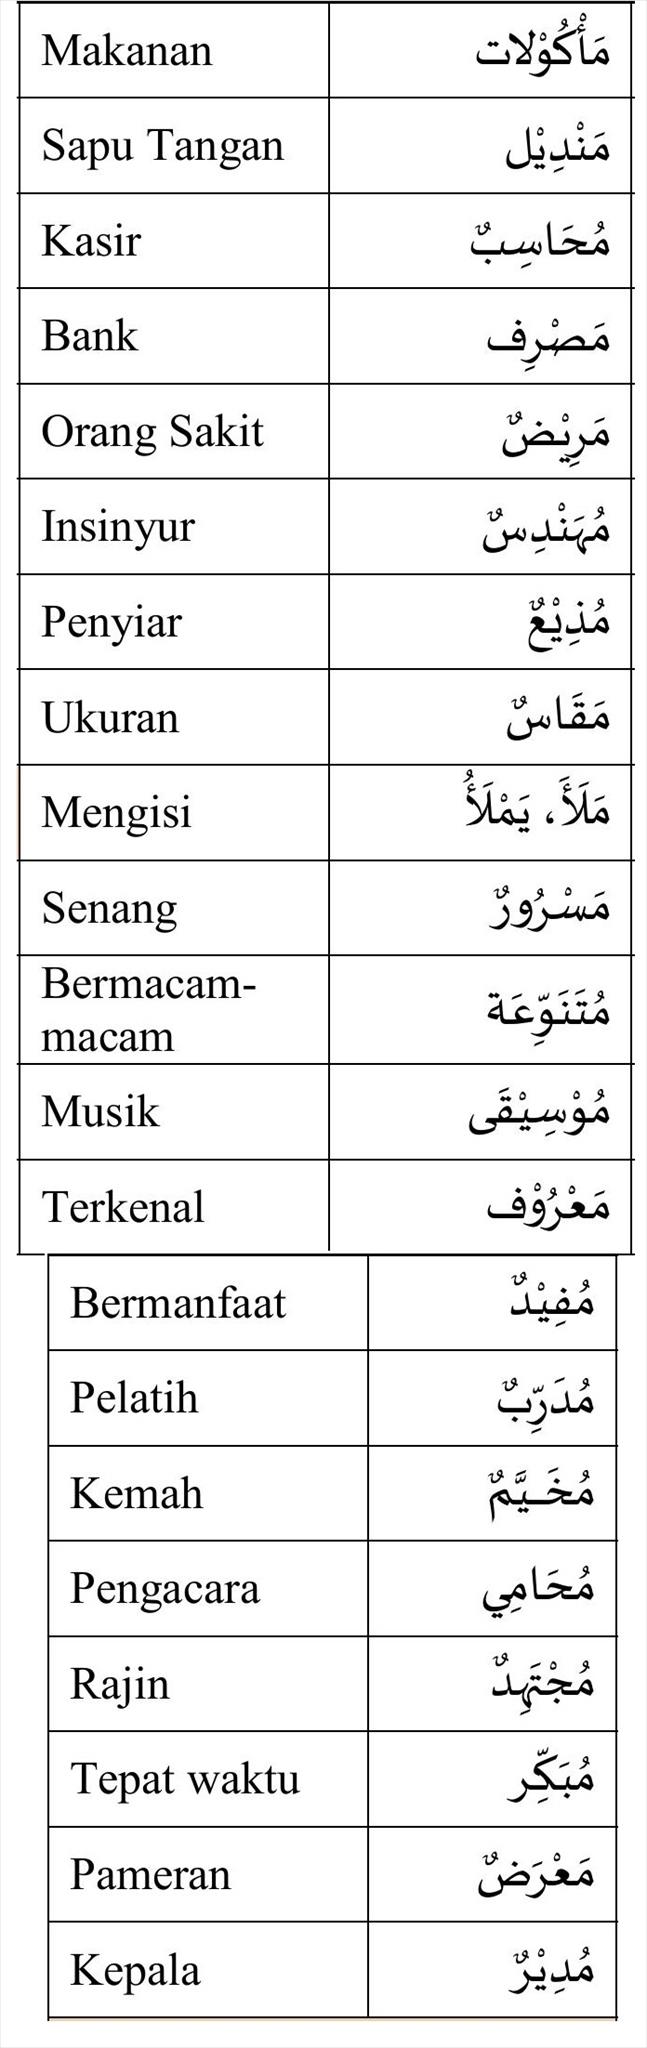 Makanan مَأْكُوْلات
Sapu Tangan مَنْدِيْل
Kasir مُحَاسِبٌ
Bank مَصْرِف
Orang Sakit مَرِيْضٌ
Insinyur مُهَنْدِسٌ
Penyiar مُذِيْعٌ
Ukuran مَقَاسٌ
Mengisi مَلَأَ، يَمْلَأُ
Senang مَسْرُورٌ
Bermacam-
macam مُتَنَوِّعَة
Musik مُوْسِيْقَى
Terkenal مَعْرُوْف
Bermanfaat مُفِيْدٌ
Pelatih مُدَرِّبٌ
Kemah مُخَـيَّمٌ
Pengacara مُحَامِي
Rajin مُجْتَهِدٌ
Tepat waktu مُبَكِّر
Pameran مَعْرَضٌ
Kepala مُدِيْرٌ